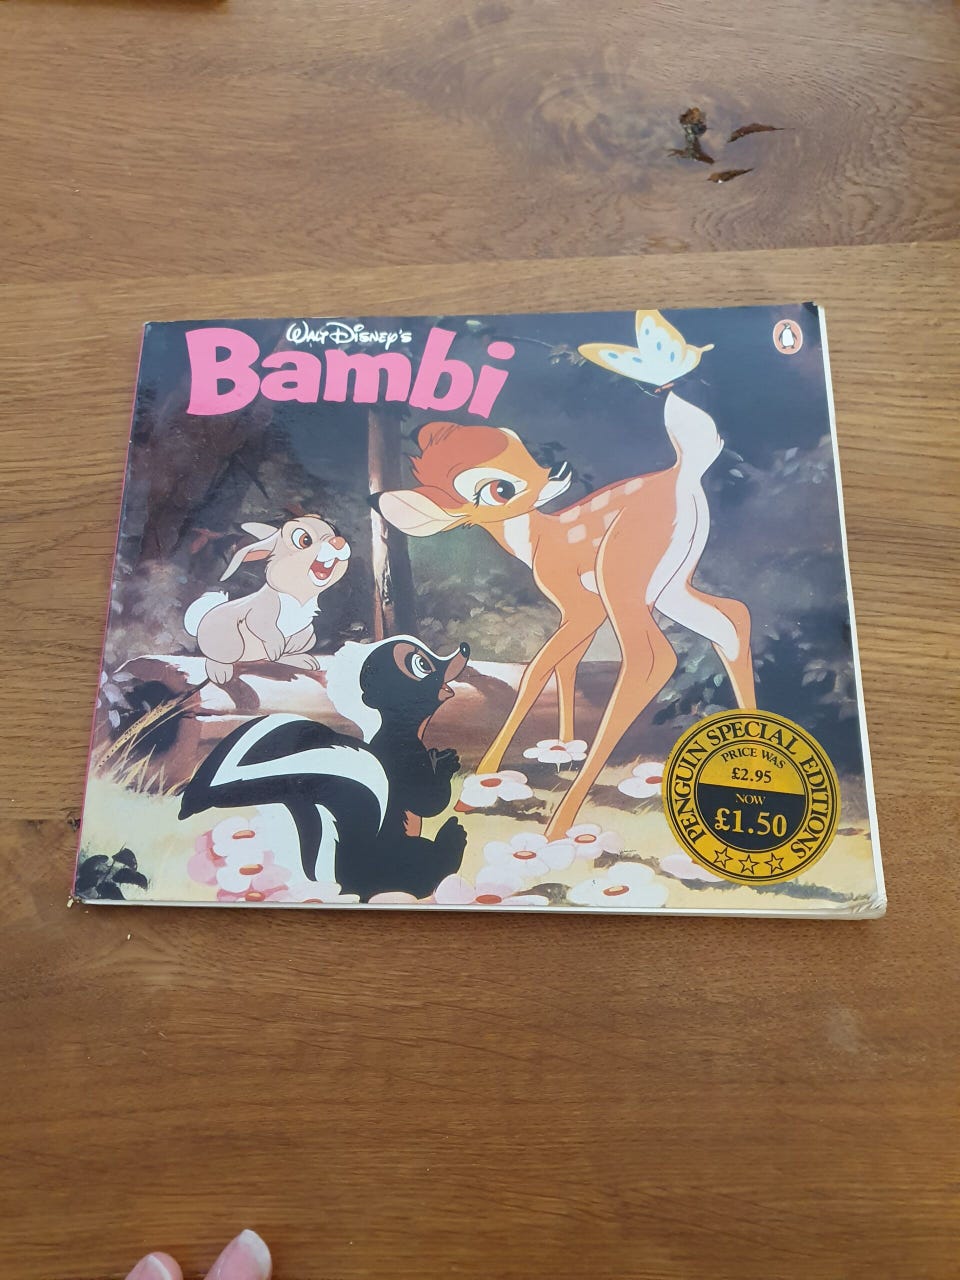 WALT DISNEY'S
Bambi
PENGUIN SPECIAL EDITIONS
PRICE WAS
£2.95
NOW
£1.50